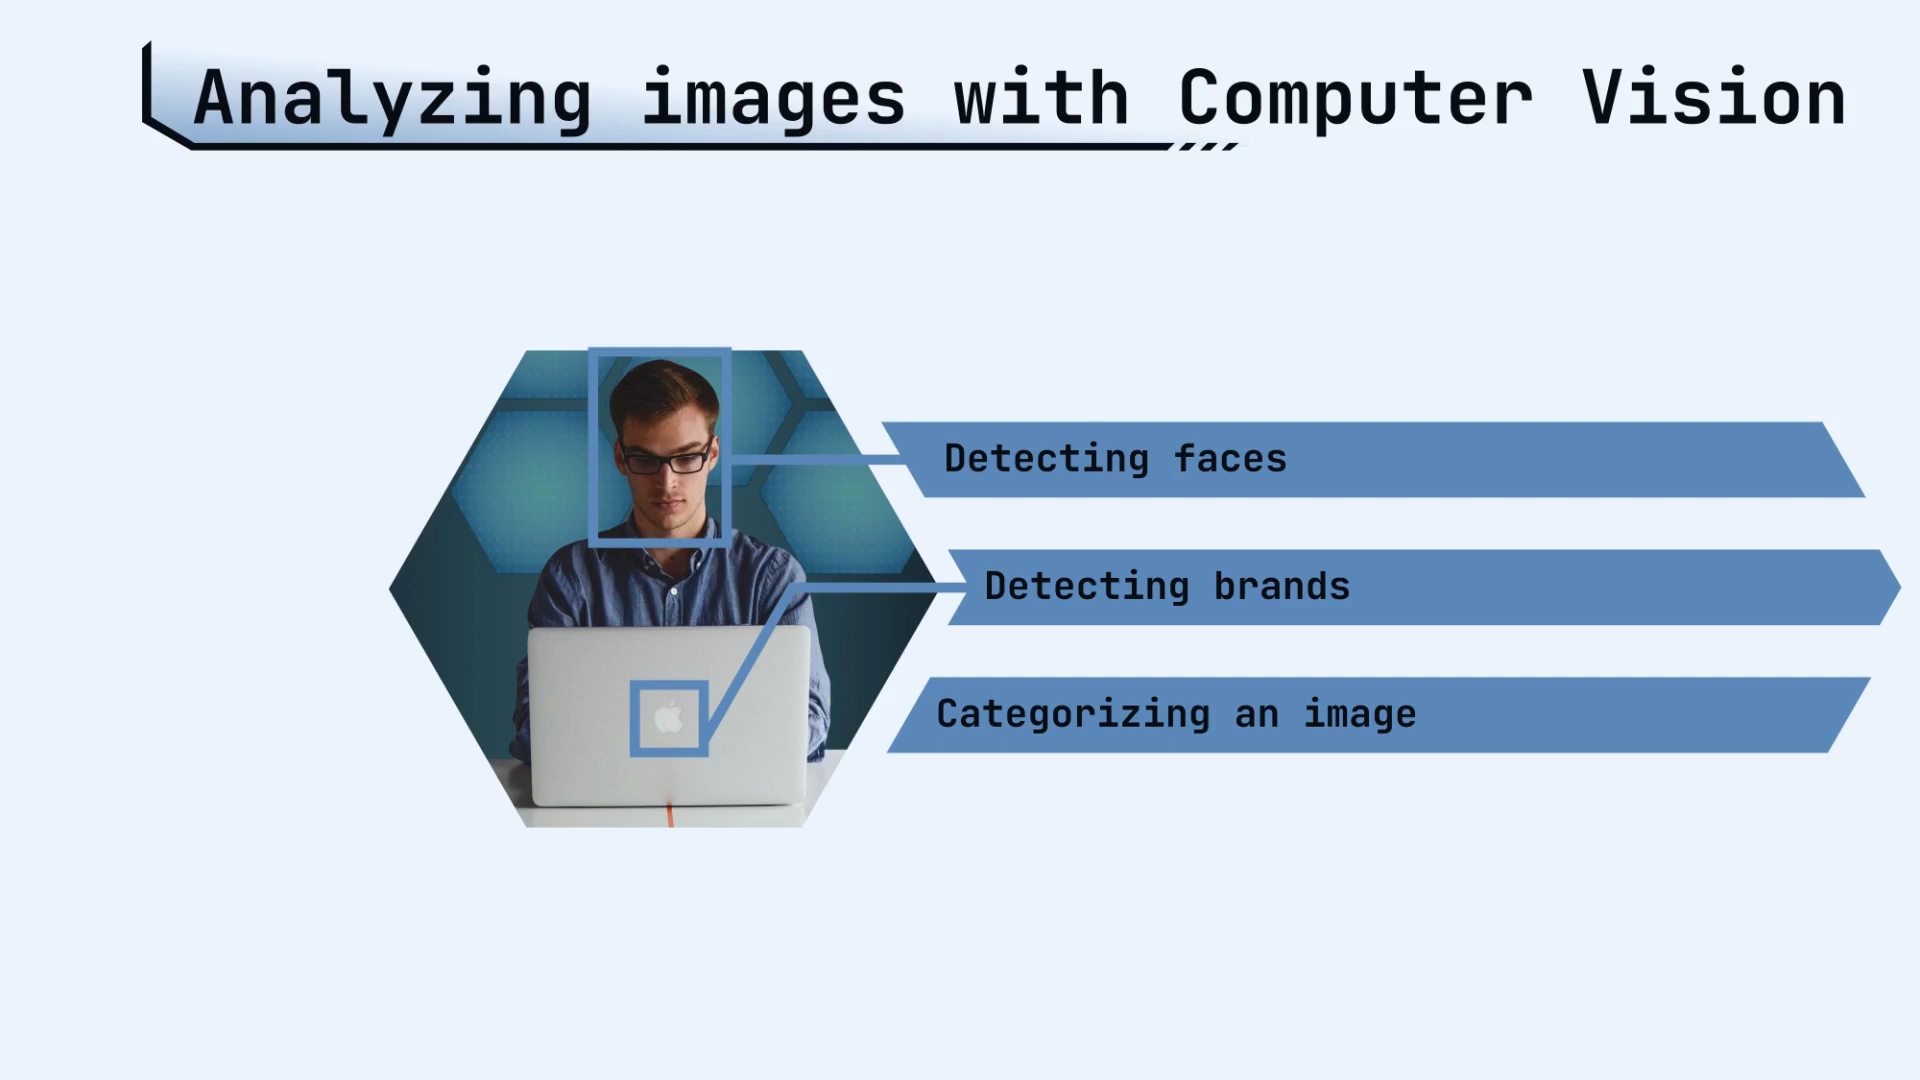 Analyzing images with Computer Vision
Detecting faces
Detecting brands
Categorizing an image